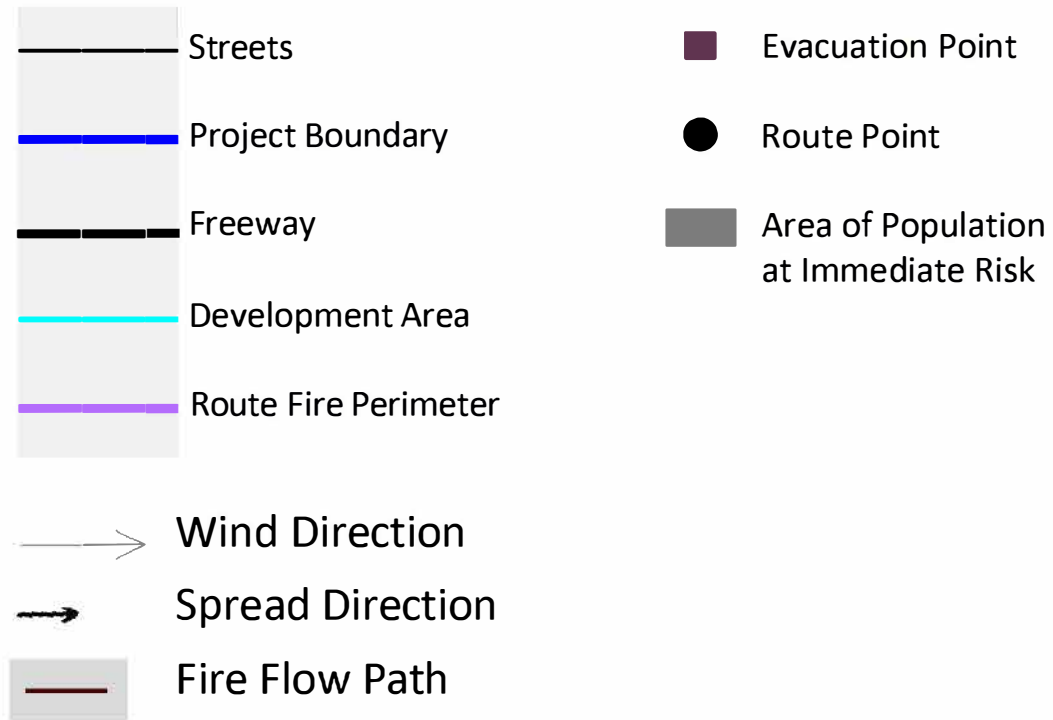 Streets
Project Boundary
Freeway
Development Area
Route Fire Perimeter
Evacuation Point
Route Point
Area of Population
at Immediate Risk
Wind Direction
Spread Direction
Fire Flow Path